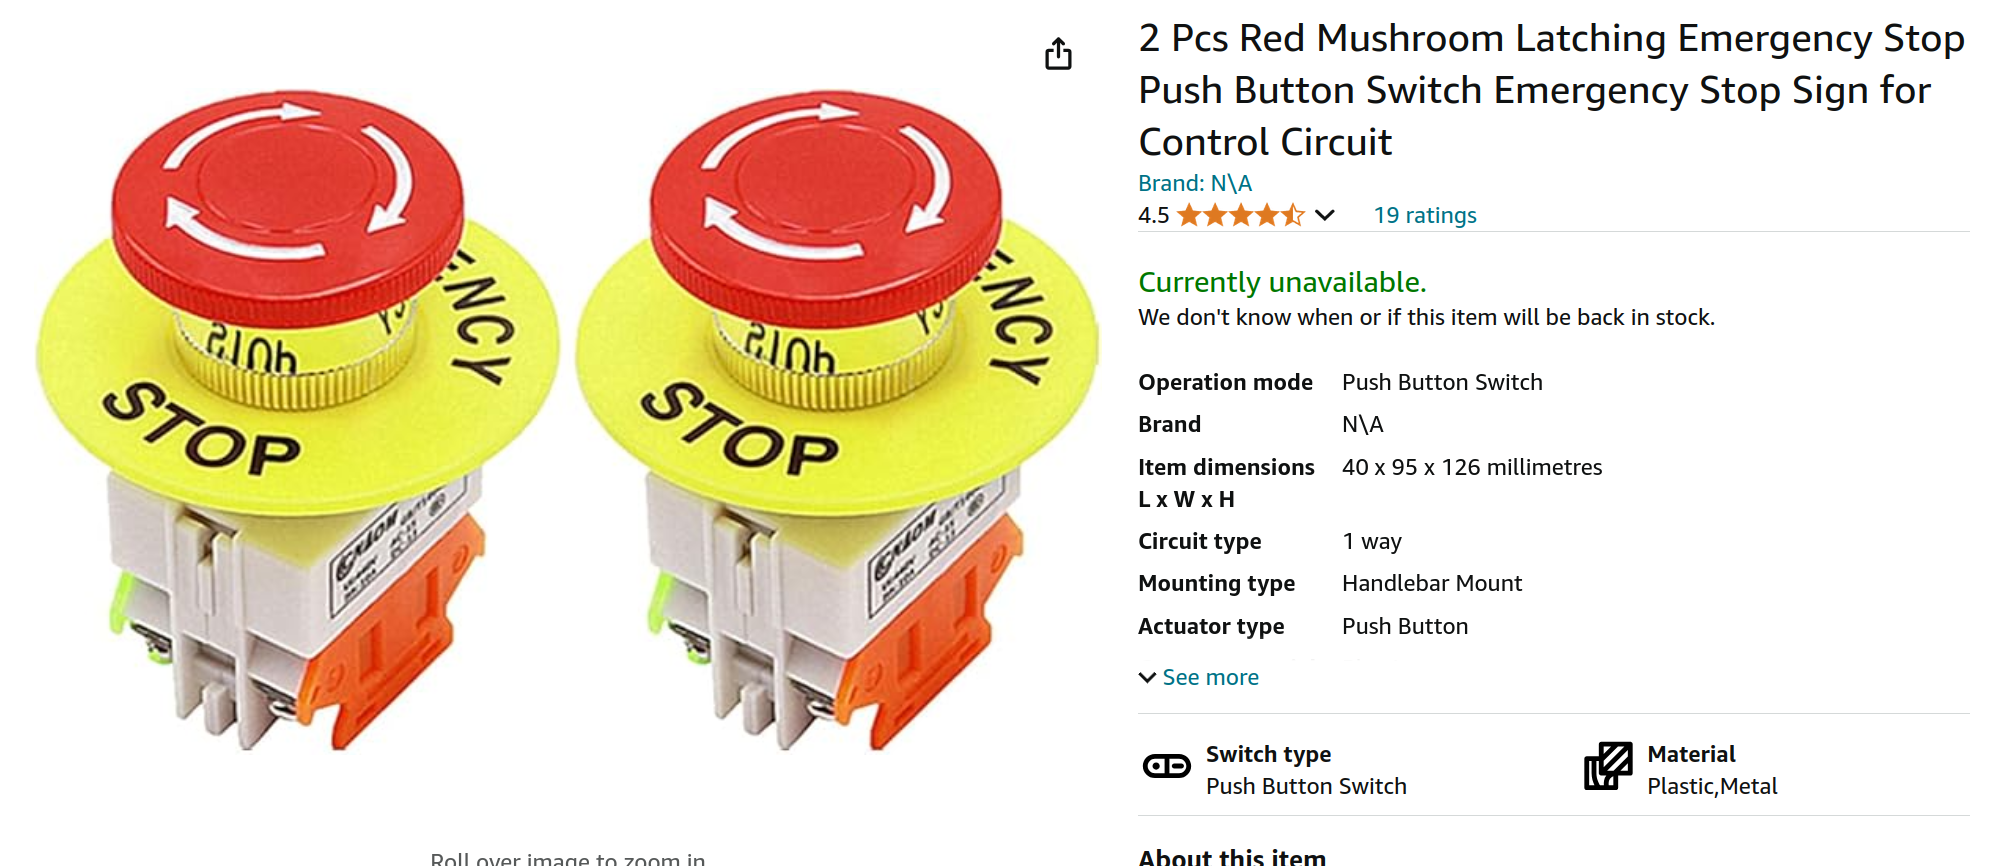 2 Pcs Red Mushroom Latching Emergency Stop
Push Button Switch Emergency Stop Sign for
Control Circuit
Brand: N\A
4.5
19 ratings
Currently unavailable.
We don't know when or if this item will be back in stock.
Operation mode Push Button Switch
Brand N\A
Item dimensions 40 x 95 x 126 millimetres
L x W x H
Circuit type 1 way
Mounting type Handlebar Mount
Actuator type Push Button
See more
Switch type
Push Button Switch
Material
Plastic,Metal
About this item
ENCY
STOP
ENCY
STOP
Roll over image to zoom in